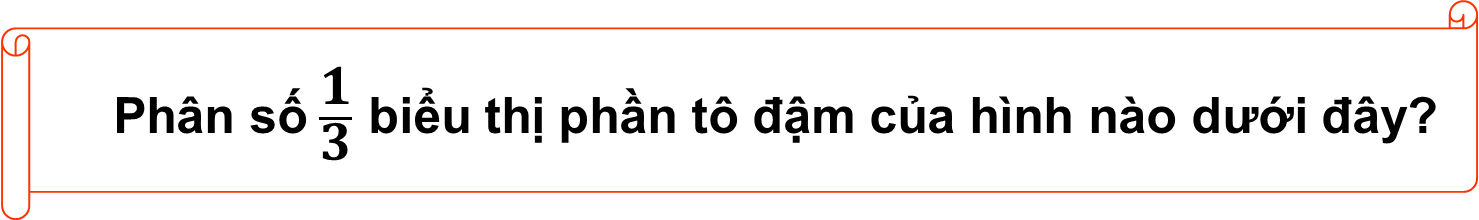 Phân số 1/3 biểu thị phần tô đậm của hình nào dưới đây?